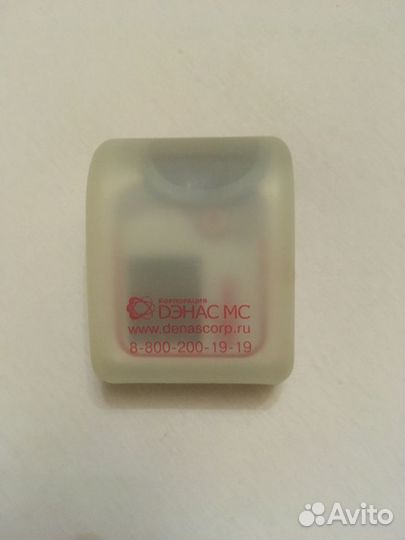 КОРПОРАЦИЯ
ДЭНАС МС
www.denascorp.ru
8-800-200-19-19
Avito